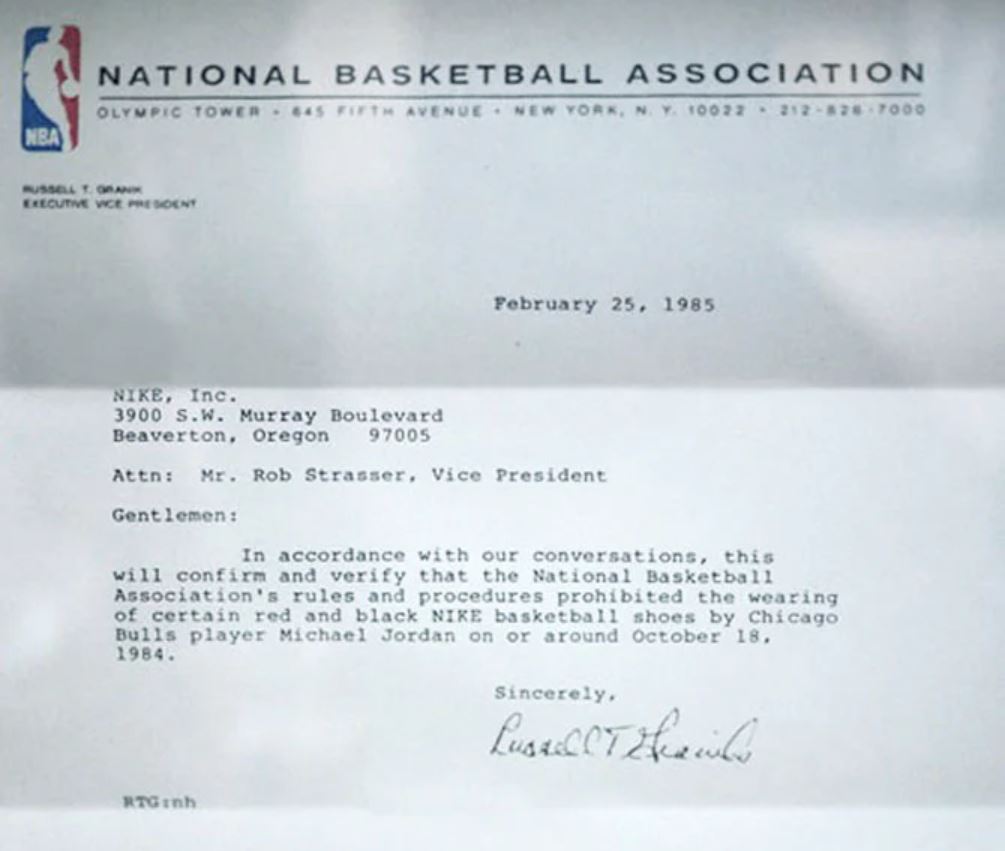 NATIONAL BASKETBALL ASSOCIATION
OLYMPIC TOWER • 645 FIFTH AVENUE • NEW YORK, N. Y. 10022 • 212-826-7000
NBA
RUSSELL T. GRANIK
EXECUTIVE VICE PRESIDENT
February 25, 1985
NIKE, Inc.
3900 S.W. Murray Boulevard
Beaverton, Oregon 97005
Attn: Mr. Rob Strasser, Vice President
Gentlemen:
In accordance with our conversations, this
will confirm and verify that the National Basketball
Association's rules and procedures prohibited the wearing
of certain red and black NIKE basketball shoes by Chicago
Bulls player Michael Jordan on or around October 18,
1984.
Sincerely,
Russell T Granik
RTG:nh